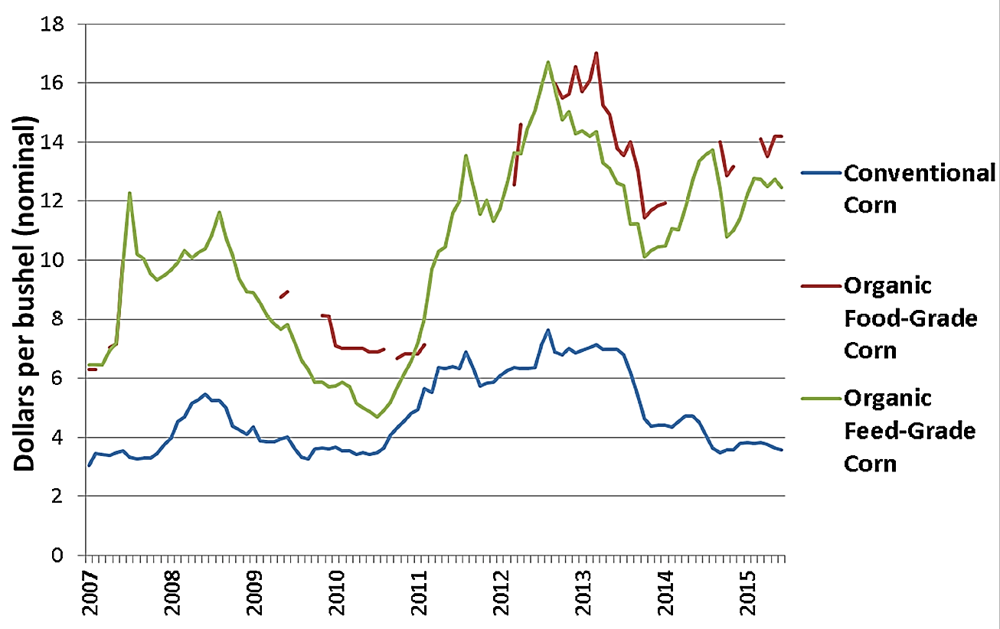 18
16
14
12
10
8
6
4
2
0
Dollars per bushel (nominal)
2007
2008
2009
2010
2011
2012
2013
2014
2015
Conventional
Corn
Organic
Food-Grade
Corn
Organic
Feed-Grade
Corn